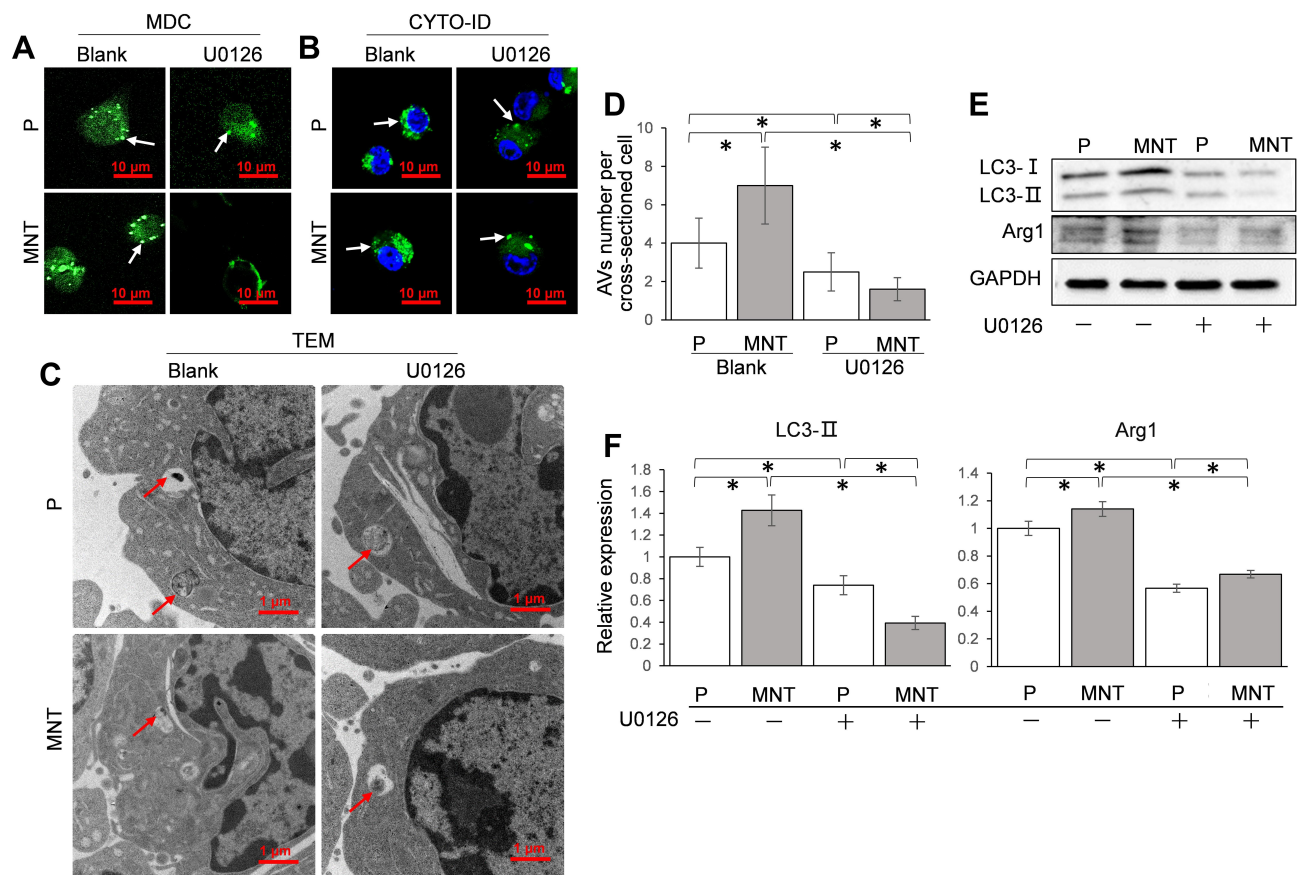 A
MDC
Blank U0126
P
10 µm 10 µm
MNT
10 µm 10 µm
B
CYTO-ID
Blank U0126
P
10 µm 10 µm
MNT
10 µm 10 µm
TEM
C
Blank U0126
P
1 µm 1 µm
MNT
1 µm 1 µm
D
AVs number per
cross-sectioned cell
10
8
6
4
2
0
* *
* *
P MNT P MNT
Blank U0126
E
P MNT P MNT
LC3-Ⅰ
LC3-Ⅱ
Arg1
GAPDH
U0126 − − + +
F
LC3-Ⅱ
Relative expression
1.8
1.6
1.4
1.2
1
0.8
0.6
0.4
0.2
0
* *
* *
P MNT P MNT
U0126 − − + +
Arg1
1.4
1.2
1
0.8
0.6
0.4
0.2
0
* *
* *
P MNT P MNT
− − + +